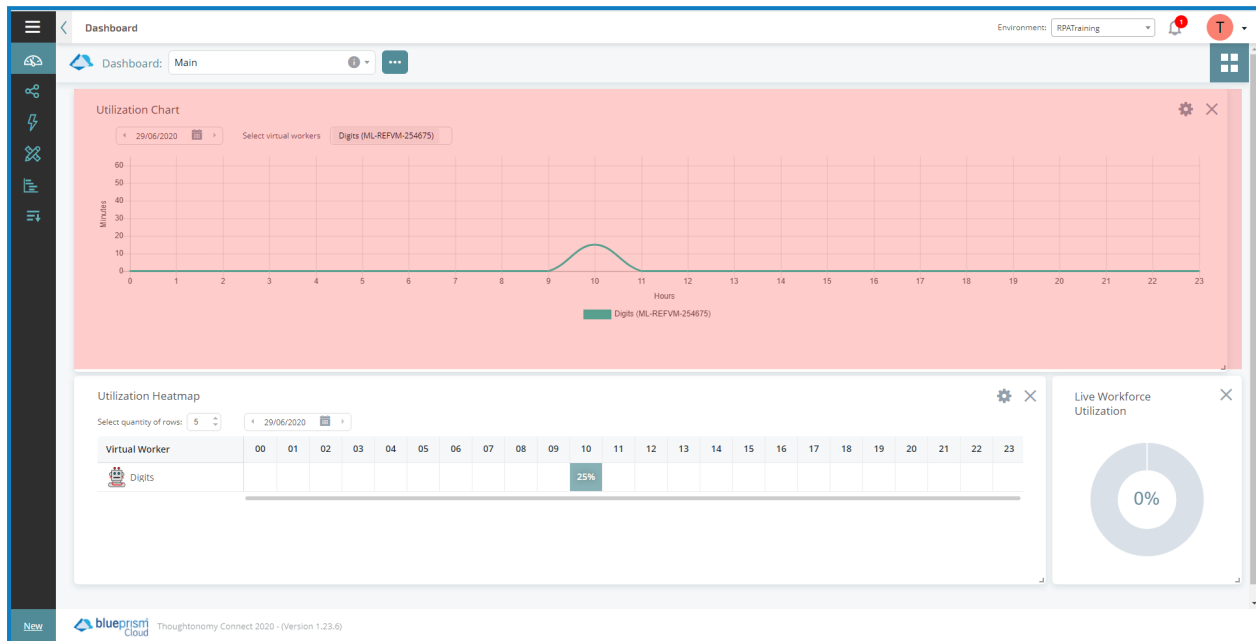 Dashboard
Environment: RPATraining
1
T
Dashboard: Main
Utilization Chart
29/06/2020 Select virtual workers Digits (ML-REFVM-254675)
60
50
40
30
20
10
0
Minutes
0 1 2 3 4 5 6 7 8 9 10 11 12 13 14 15 16 17 18 19 20 21 22 23
Hours
Digits (ML-REFVM-254675)
Utilization Heatmap
Select quantity of rows: 5 29/06/2020
Virtual Worker 00 01 02 03 04 05 06 07 08 09 10 11 12 13 14 15 16 17 18 19 20 21 22 23
Digits 25%
Live Workforce
Utilization
0%
New
blueprism
Cloud
Thoughtonomy Connect 2020 - (Version 1.23.6)